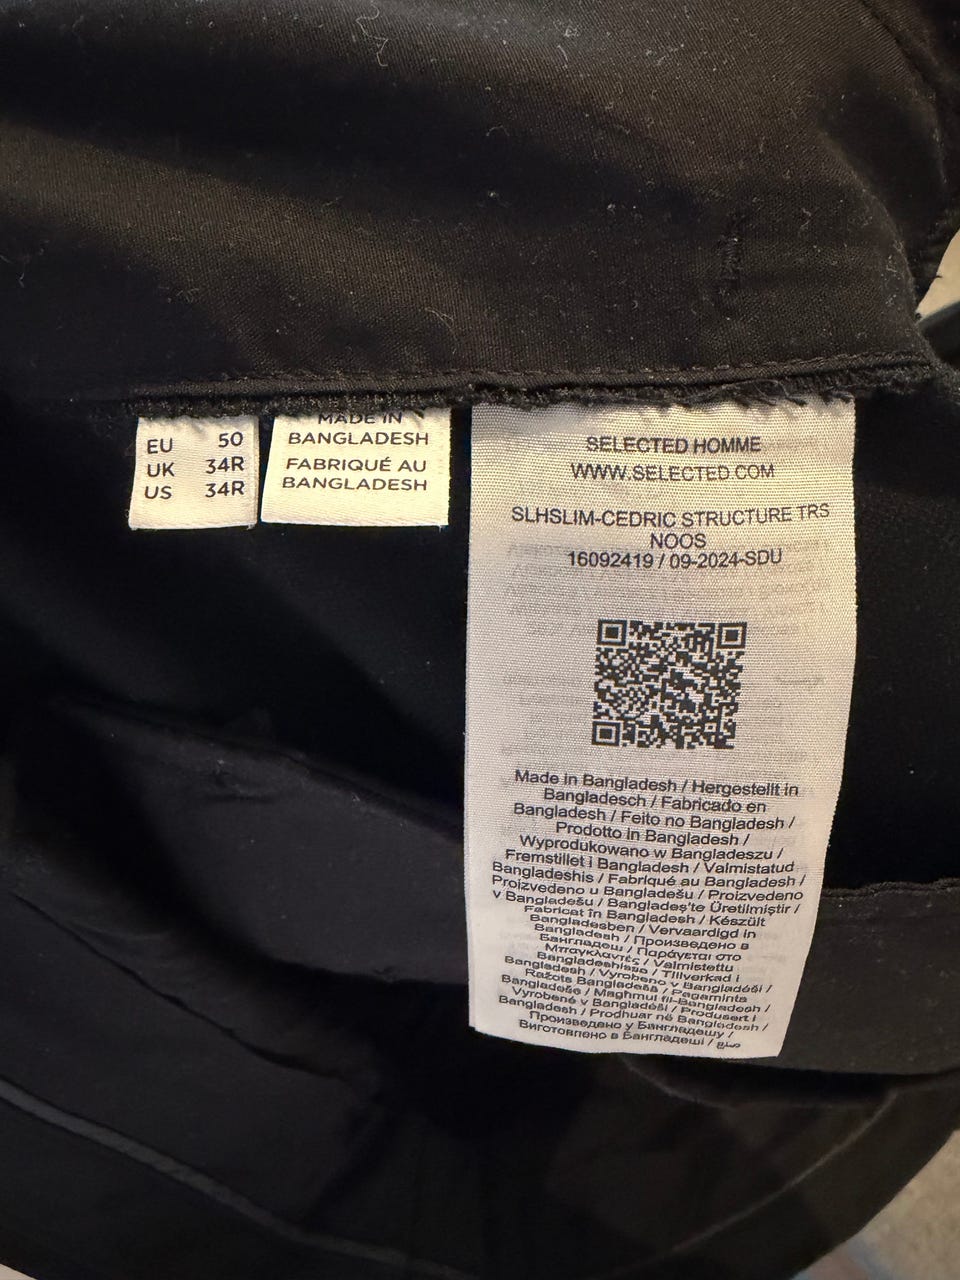 EU 50
UK 34R
US 34R
MADE IN
BANGLADESH
FABRIQUÉ AU
BANGLADESH
SELECTED HOMME
WWW.SELECTED.COM
SLHSLIM-CEDRIC STRUCTURE TRS
NOOS
16092419 / 09-2024-SDU
Made in Bangladesh / Hergestellt in
Bangladesch / Fabricado en
Bangladesh / Feito no Bangladesh /
Prodotto in Bangladesh /
Wyprodukowano w Bangladeszu /
Fremstillet i Bangladesh / Valmistatud
Bangladeshis / Fabriqué au Bangladesh /
Proizvedeno u Bangladešu / Proizvedeno
v Bangladešu / Bangladeş'te Üretilmiştir /
Fabricat în Bangladesh / Készült
Bangladesben / Vervaardigd in
Bangladesh / Произведено в
Бангладеш / Παράγεται στο
Μπαγκλαντές / Valmistettu
Bangladeshissa / Tillverkad i
Bangladesh / Vyrobeno v Bangladéši /
Ražots Bangladešā / Pagaminta
Bangladeše / Magħmul fil-Bangladesh /
Vyrobené v Bangladéši / Produsert i
Bangladesh / Prodhuar në Bangladesh /
Произведено у Бангладешу /
Виготовлено в Бангладеші /